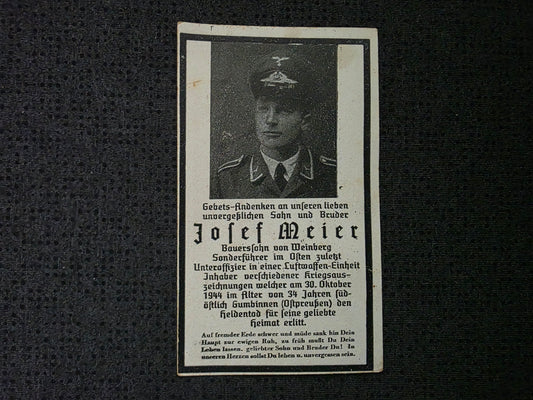 Gebets-Andenken an unseren lieben
unvergeßlichen Sohn und Bruder
Josef Meier
Bauerssohn von Weinberg
Sonderführer im Osten zuletzt
Unteroffizier in einer Luftwaffen-Einheit
Inhaber verschiedener Kriegsaus-
zeichnungen welcher am 30. Oktober
1944 im Alter von 34 Jahren süd-
östlich Gumbinnen (Ostpreußen) den
Heldentod für seine geliebte
Heimat erlitt.
Auf fremder Erde schwer und müde sank hin Dein
Haupt zur ewigen Ruh, zu früh mußt Du Dein
Leben lassen, geliebter Sohn und Bruder Du! In
unseren Herzen sollst Du leben u. unvergessen sein.